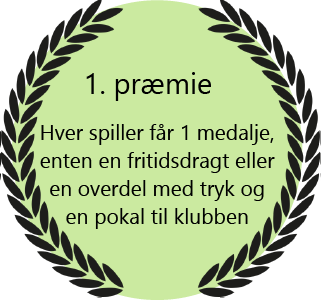 1. præmie
Hver spiller får 1 medalje,
enten en fritidsdragt eller
en overdel med tryk og
en pokal til klubben